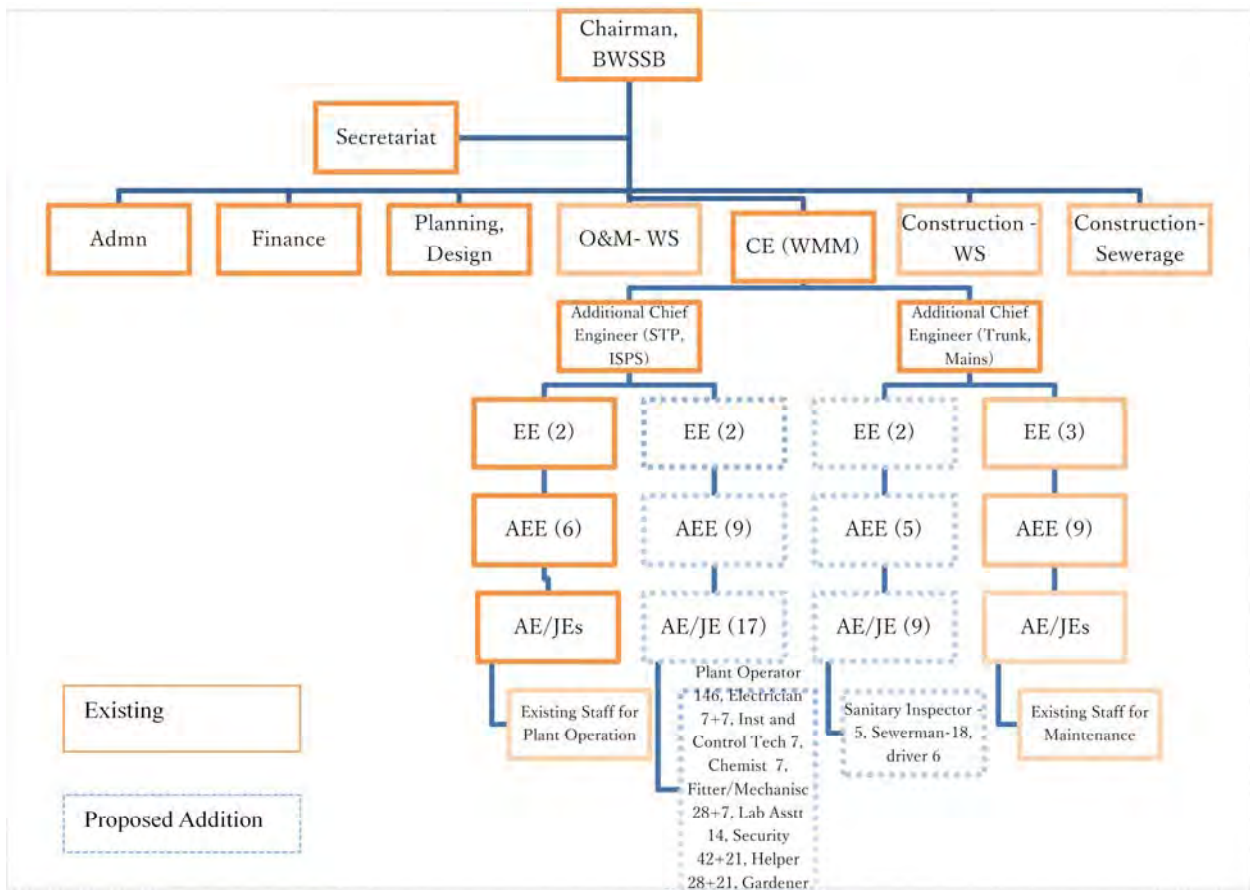 Chairman,
BWSSB
Secretariat
Admn
Finance
Planning,
Design
O&M- WS
CE (WMM)
Construction -
WS
Construction-
Sewerage
Additional Chief
Engineer (STP,
ISPS)
Additional Chief
Engineer (Trunk,
Mains)
EE (2)
EE (2)
EE (2)
EE (3)
AEE (6)
AEE (9)
AEE (5)
AEE (9)
AE/JEs
AE/JE (17)
AE/JE (9)
AE/JEs
Existing Staff for
Plant Operation
Plant Operator
146, Electrician
7+7, Inst and
Control Tech 7,
Chemist 7,
Fitter/Mechanisc
28+7, Lab Asstt
14, Security
42+21, Helper
28+21, Gardener
Sanitary Inspector -
5, Sewerman-18,
driver 6
Existing Staff for
Maintenance
Existing
Proposed Addition